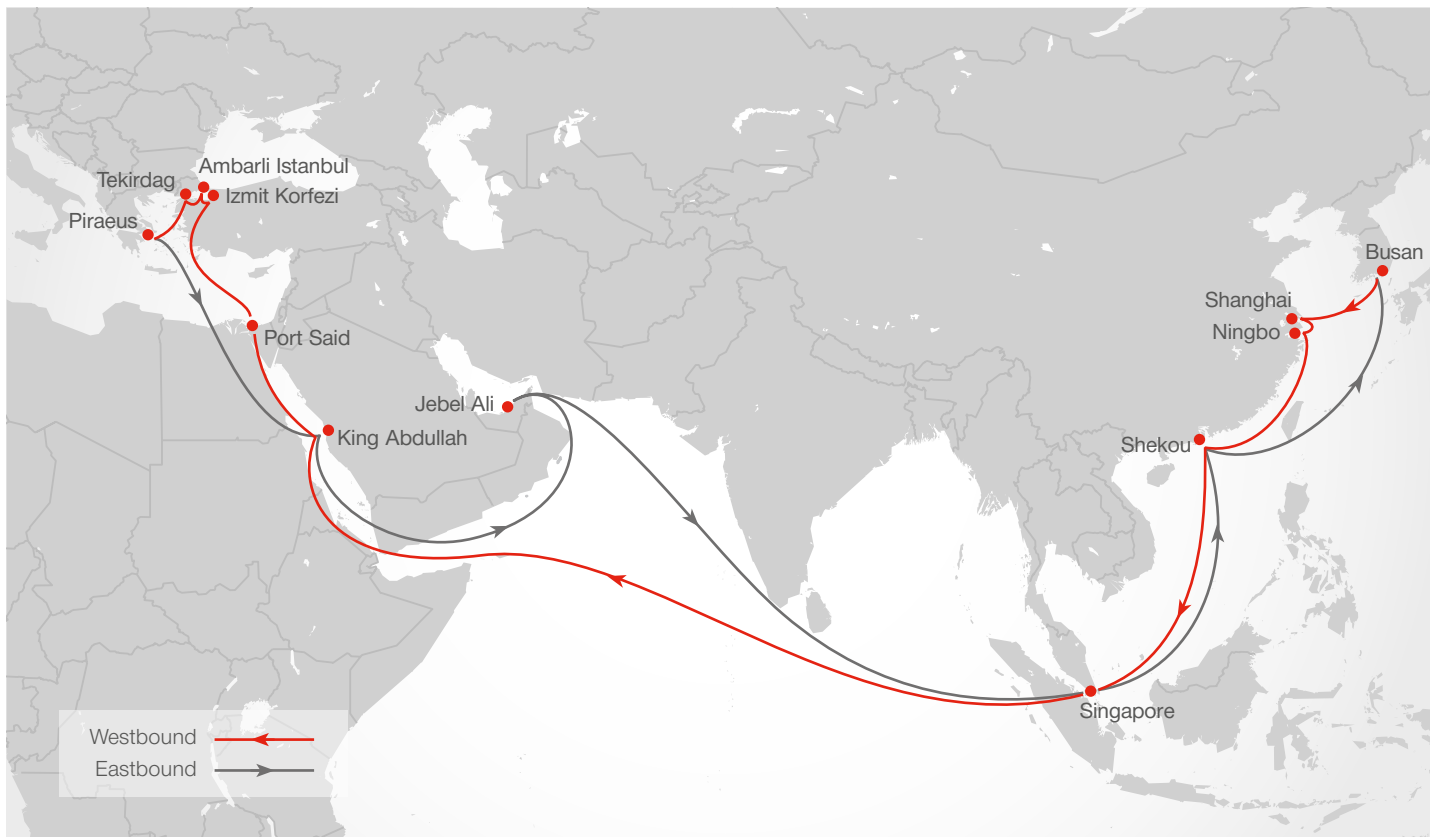 Ambarli Istanbul
Tekirdag
Izmit Korfezi
Piraeus
Busan
Shanghai
Port Said
Ningbo
Jebel Ali
King Abdullah
Shekou
Singapore
Westbound
Eastbound